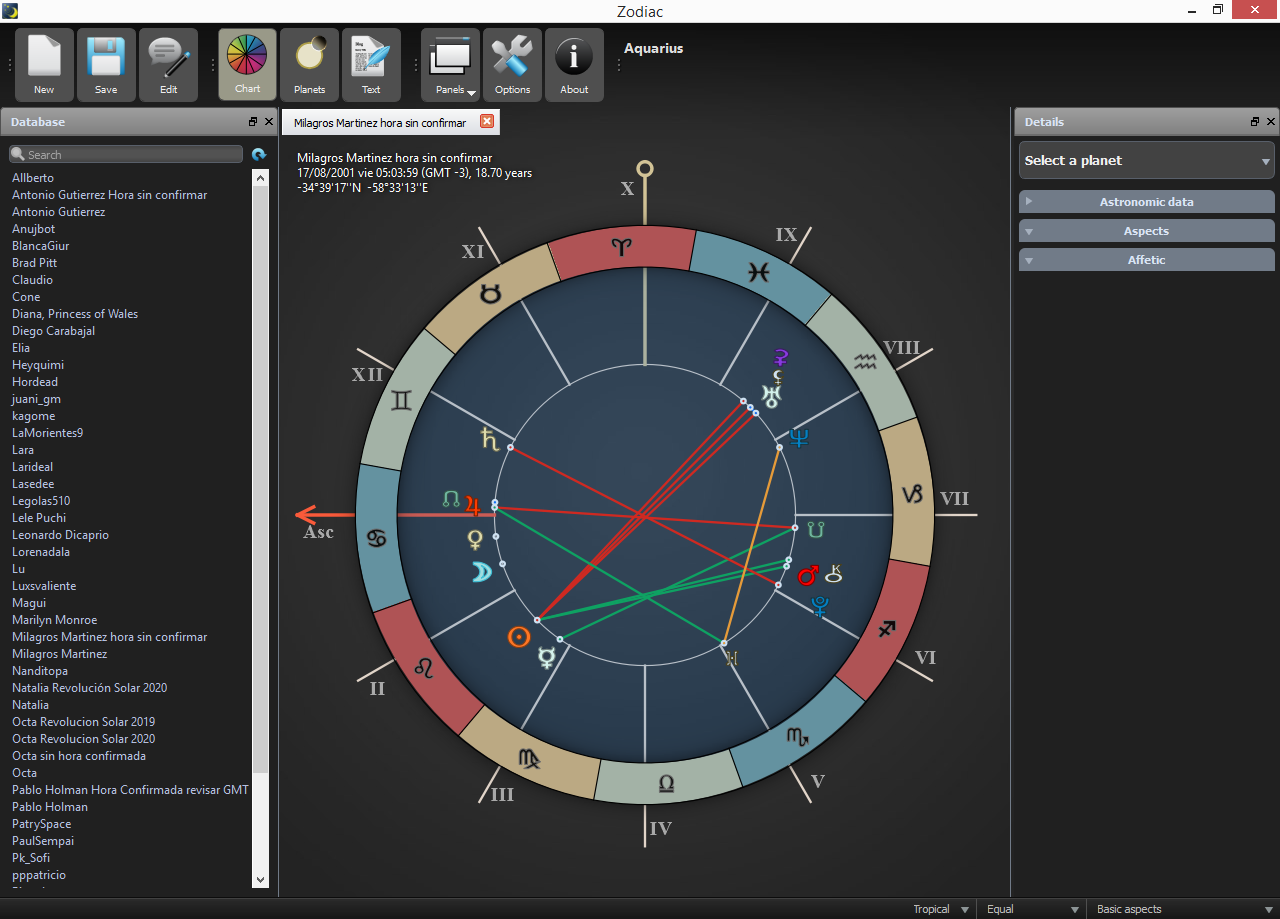 Zodiac
New
Save
Edit
Chart
Planets
Text
Panels
Options
About
Aquarius
Database
Search
Allberto
Antonio Gutierrez Hora sin confirmar
Antonio Gutierrez
Anujbot
BlancaGiur
Brad Pitt
Claudio
Cone
Diana, Princess of Wales
Diego Carabajal
Elia
Heyquimi
Hordead
juani_gm
kagome
LaMorientes9
Lara
Larideal
Lasedee
Legolas510
Lele Puchi
Leonardo Dicaprio
Lorenadala
Lu
Luxsvaliente
Magui
Marilyn Monroe
Milagros Martinez hora sin confirmar
Milagros Martinez
Nanditopa
Natalia Revolución Solar 2020
Natalia
Octa Revolucion Solar 2019
Octa Revolucion Solar 2020
Octa sin hora confirmada
Octa
Pablo Holman Hora Confirmada revisar GMT
Pablo Holman
PatrySpace
PaulSempai
Pk_Sofi
pppatricio
Milagros Martinez hora sin confirmar
Milagros Martinez hora sin confirmar
17/08/2001 vie 05:03:59 (GMT -3), 18.70 years
-34°39'17''N -58°33'13''E
X
XI
IX
XII
VIII
Asc
VII
II
VI
III
V
IV
Details
Select a planet
Astronomic data
Aspects
Affetic
Tropical
Equal
Basic aspects